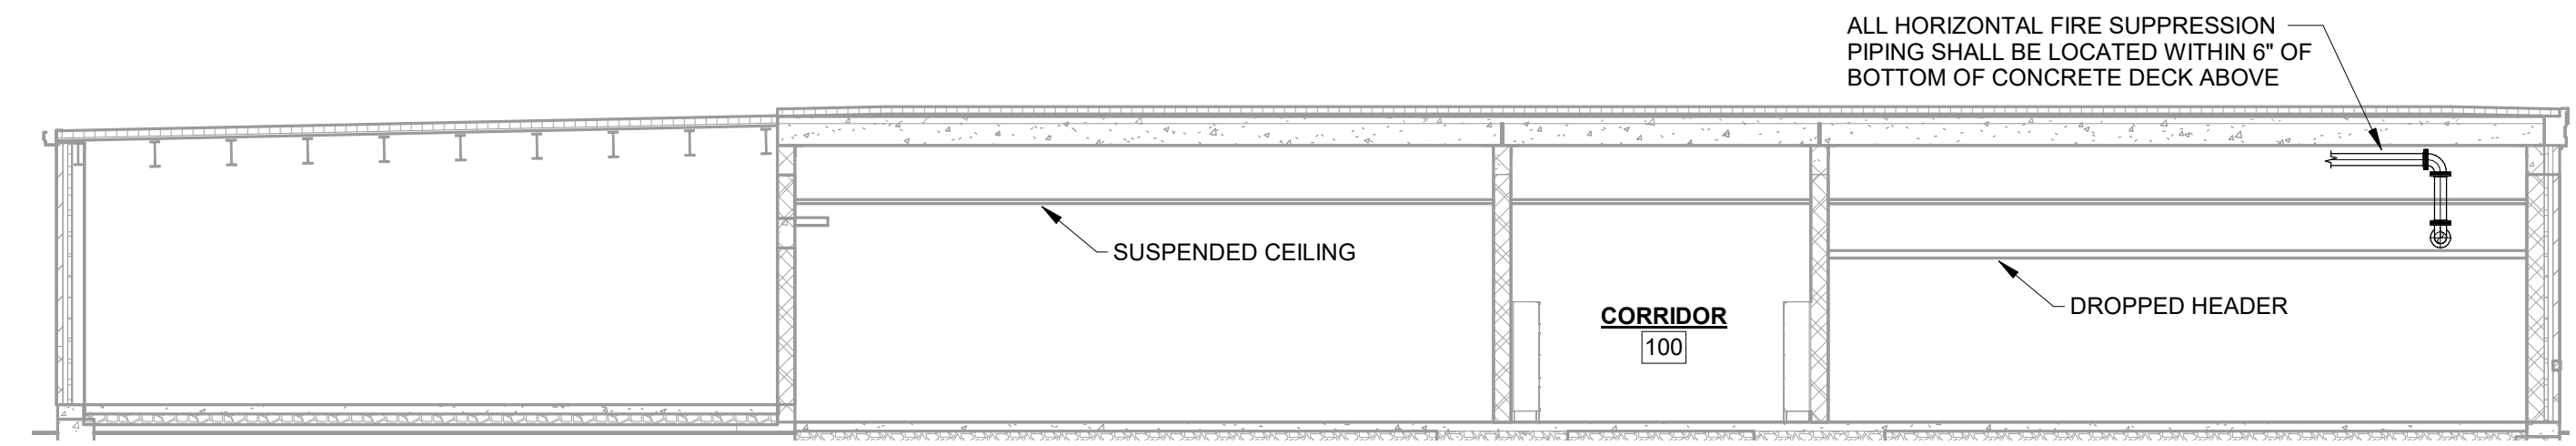 ALL HORIZONTAL FIRE SUPPRESSION
PIPING SHALL BE LOCATED WITHIN 6" OF
BOTTOM OF CONCRETE DECK ABOVE
SUSPENDED CEILING
DROPPED HEADER
CORRIDOR
100